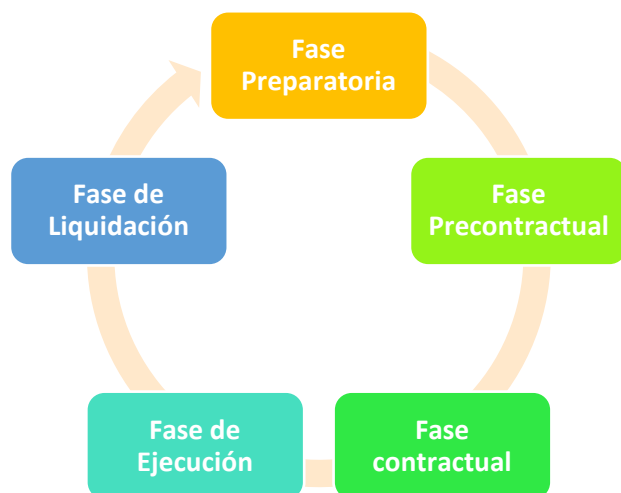 Fase
Preparatoria
Fase
Precontractual
Fase
contractual
Fase de
Ejecución
Fase de
Liquidación